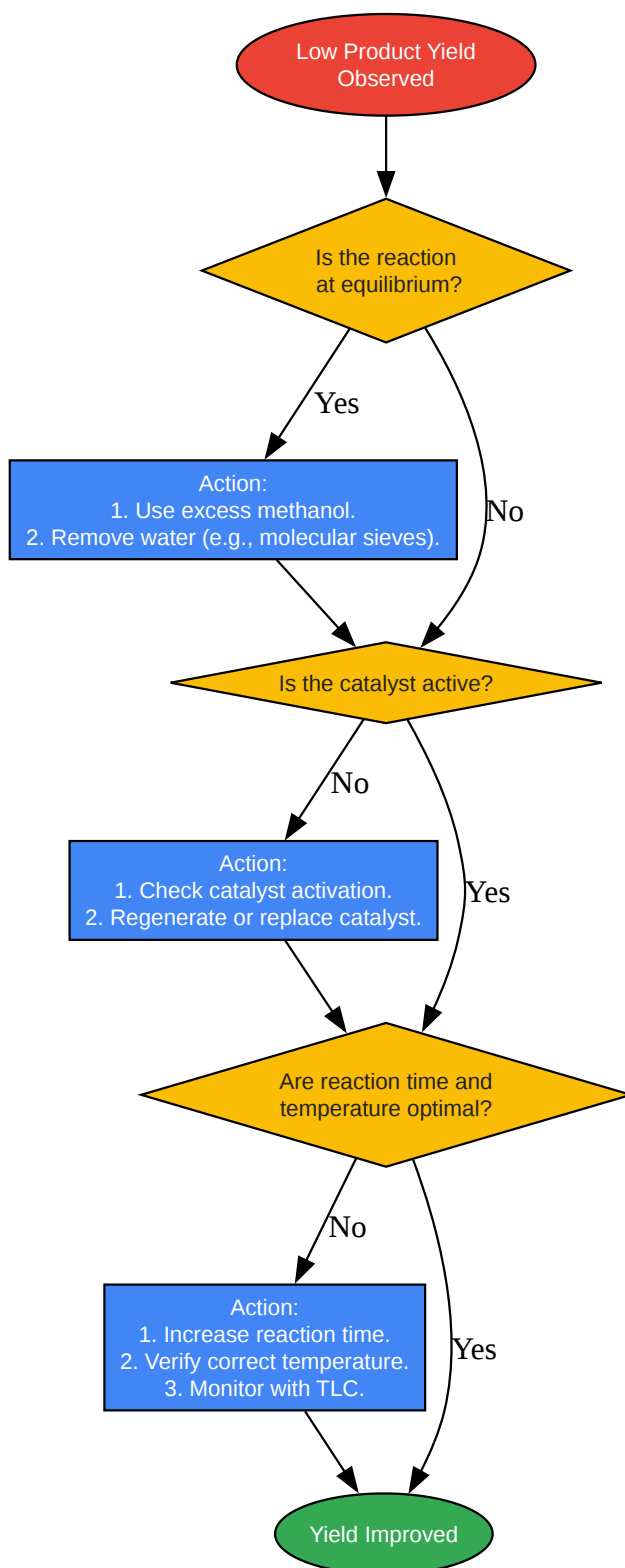 Low Product Yield
Observed
Is the reaction
at equilibrium?
Yes
Action:
1. Use excess methanol.
2. Remove water (e.g., molecular sieves).
No
Is the catalyst active?
No
Action:
1. Check catalyst activation.
2. Regenerate or replace catalyst.
Yes
Are reaction time and
temperature optimal?
No
Action:
1. Increase reaction time.
2. Verify correct temperature.
3. Monitor with TLC.
Yes
Yield Improved